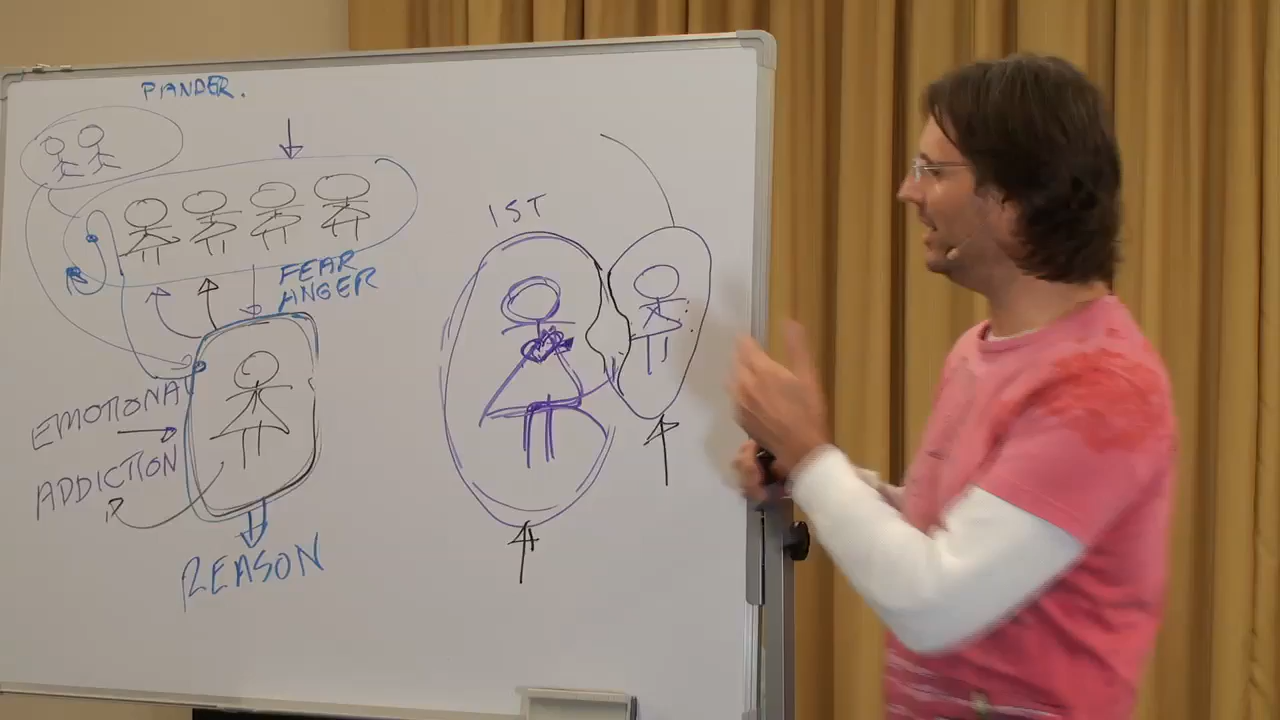 PANDER.
1ST
FEAR
ANGER
EMOTIONAL
ADDICTION
REASON